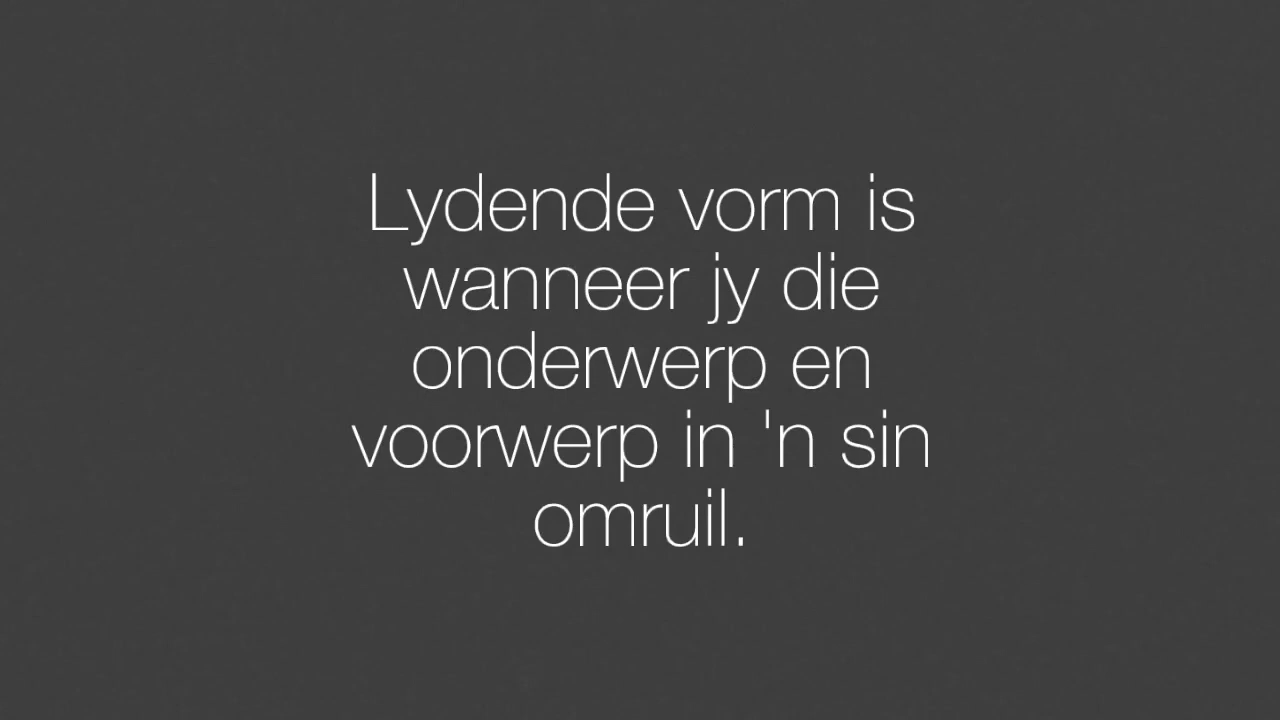 Lydende vorm is
wanneer jy die
onderwerp en
voorwerp in 'n sin
omruil.